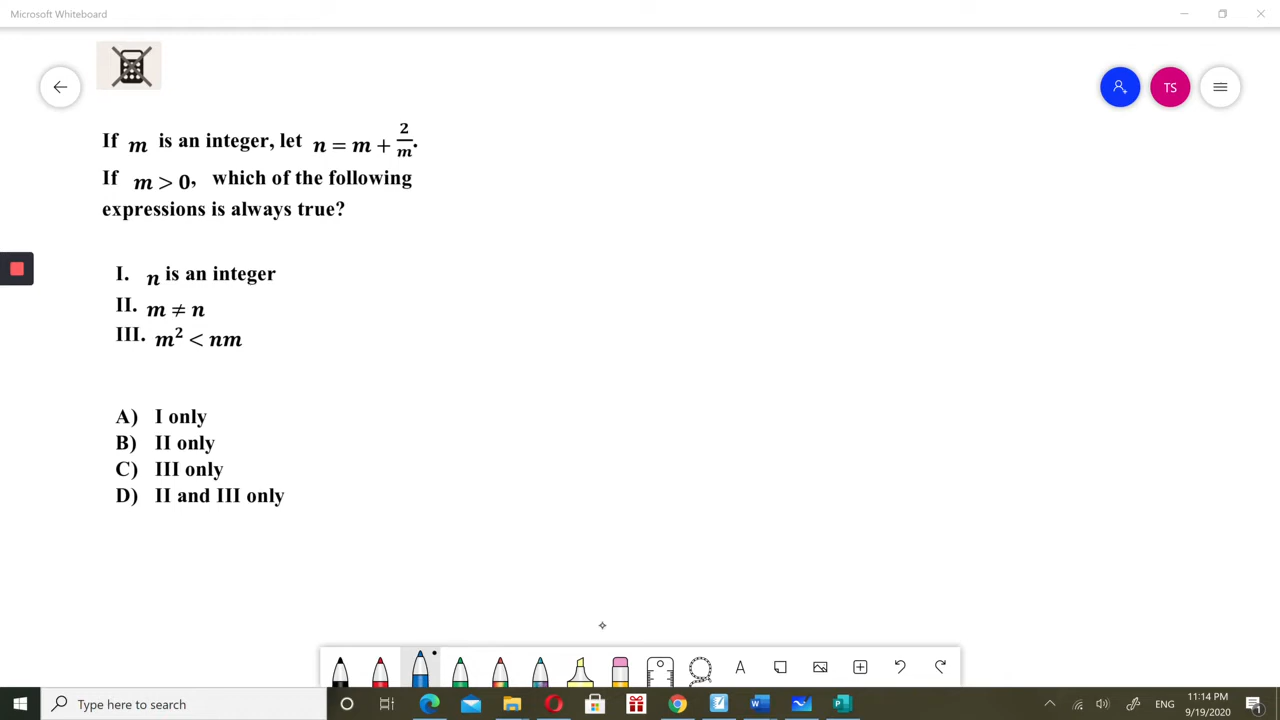 Microsoft Whiteboard
TS
If m is an integer, let n = m + 2/m.
If m > 0, which of the following
expressions is always true?
I. n is an integer
II. m ≠ n
III. m² < nm
A) I only
B) II only
C) III only
D) II and III only
A
Type here to search
ENG
11:14 PM
9/19/2020
1